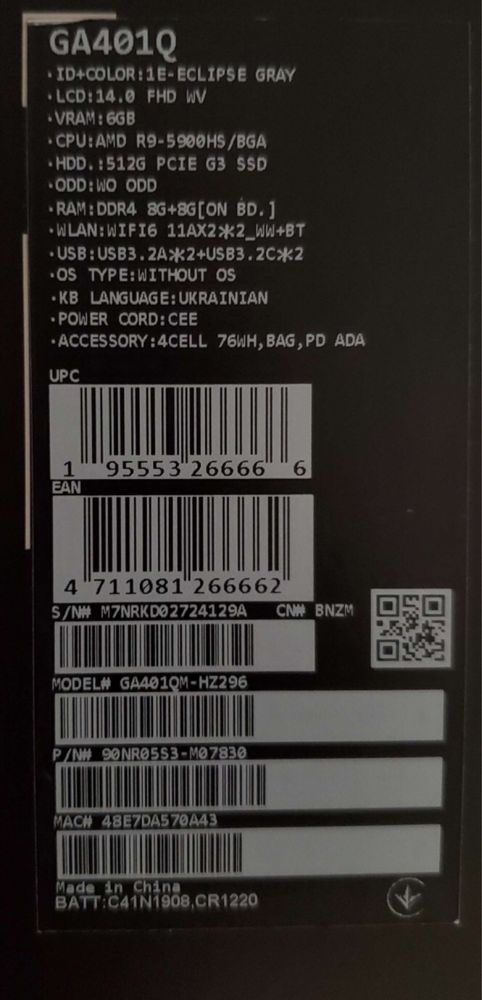 GA401Q
·ID+COLOR:1E-ECLIPSE GRAY
·LCD:14.0 FHD WV
·VRAM:6GB
·CPU:AMD R9-5900HS/BGA
·HDD.:512G PCIE G3 SSD
·ODD:WO ODD
·RAM:DDR4 8G+8G[ON BD.]
·WLAN:WIFI6 11AX2*2_WW+BT
·USB:USB3.2A*2+USB3.2C*2
·OS TYPE:WITHOUT OS
·KB LANGUAGE:UKRAINIAN
·POWER CORD:CEE
·ACCESSORY:4CELL 76WH,BAG,PD ADA
UPC
1 95553 26666 6
EAN
4 711081 266662
S/N# M7NRKD02724129A CN# BNZM
MODEL# GA401QM-HZ296
P/N# 90NR05S3-M07830
MAC# 48E7DA570A43
Made in China
BATT:C41N1908,CR1220